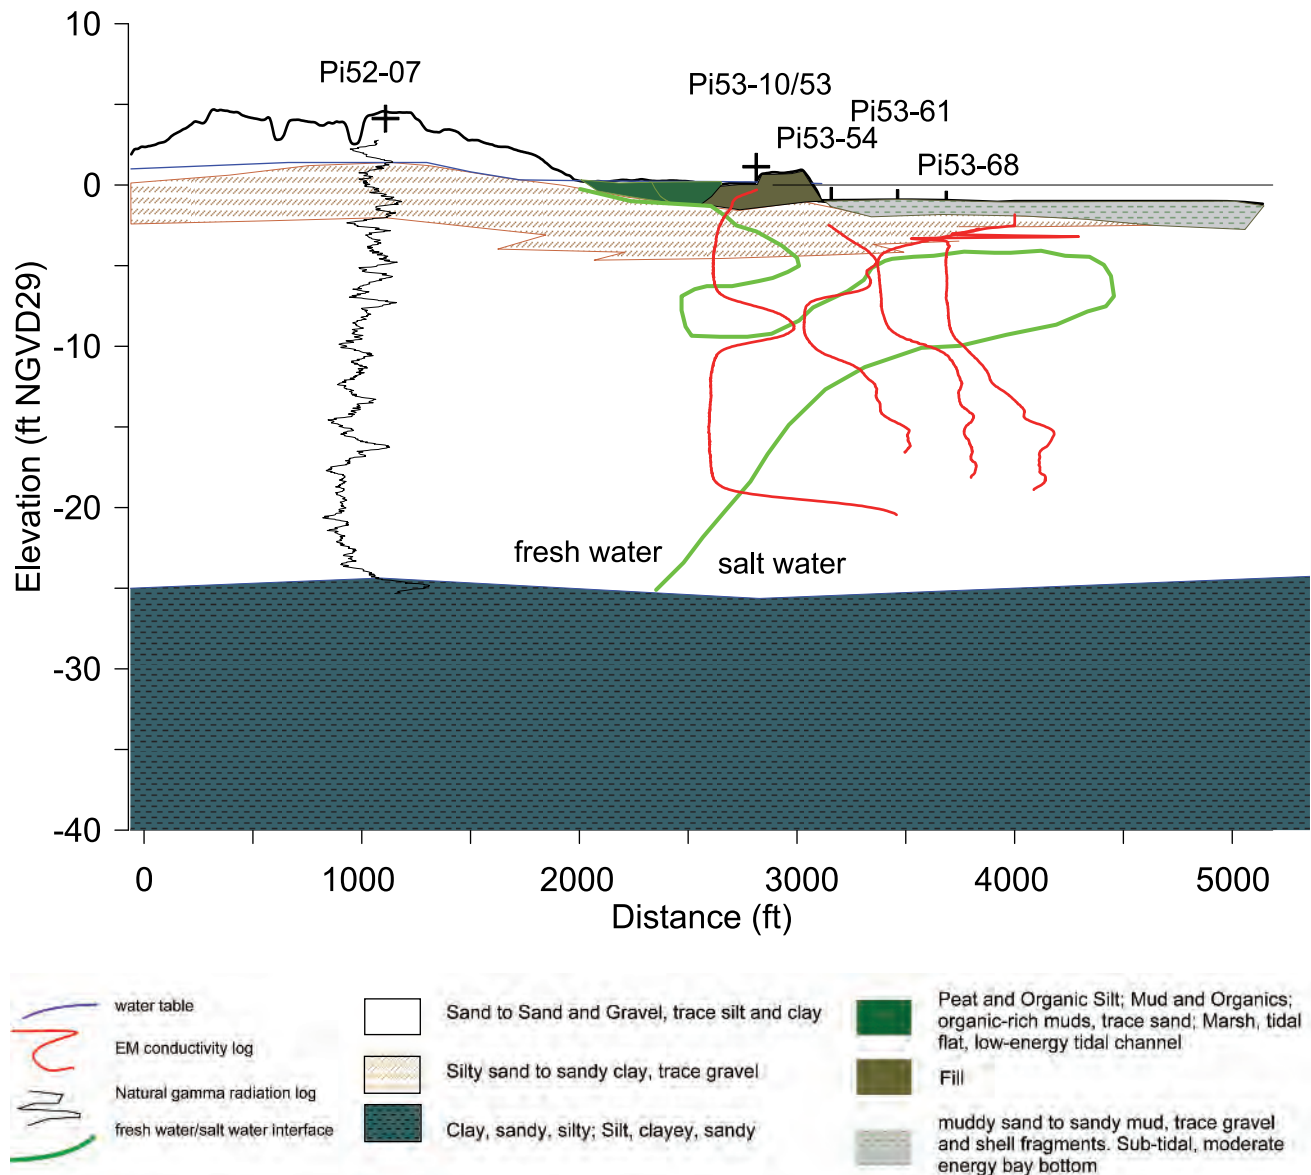 10
Pi52-07
Pi53-10/53
Pi53-61
Pi53-54
Pi53-68
0
-10
-20
-30
-40
Elevation (ft NGVD29)
fresh water
salt water
0
1000
2000
3000
4000
5000
Distance (ft)
water table
EM conductivity log
Natural gamma radiation log
fresh water/salt water interface
Sand to Sand and Gravel, trace silt and clay
Silty sand to sandy clay, trace gravel
Clay, sandy, silty; Silt, clayey, sandy
Peat and Organic Silt; Mud and Organics;
organic-rich muds, trace sand; Marsh, tidal
flat, low-energy tidal channel
Fill
muddy sand to sandy mud, trace gravel
and shell fragments. Sub-tidal, moderate
energy bay bottom